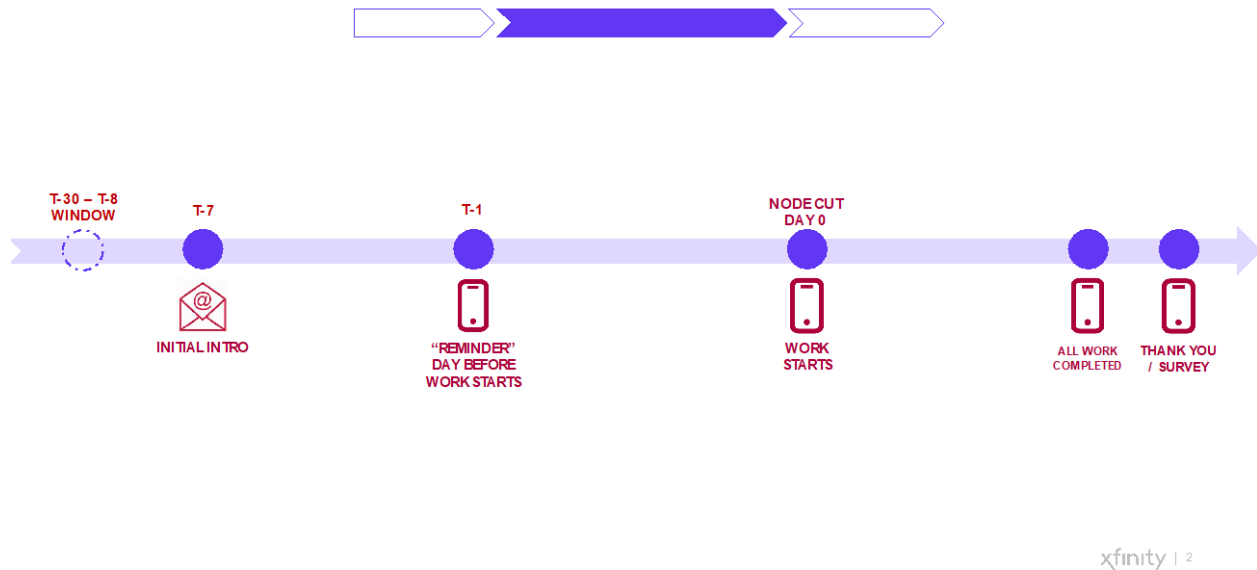 T-30 – T-8
WINDOW
T-7
T-1
NODE CUT
DAY 0
@
INITIAL INTRO
“REMINDER”
DAY BEFORE
WORK STARTS
WORK
STARTS
ALL WORK
COMPLETED
THANK YOU
/ SURVEY
xfinity | 2